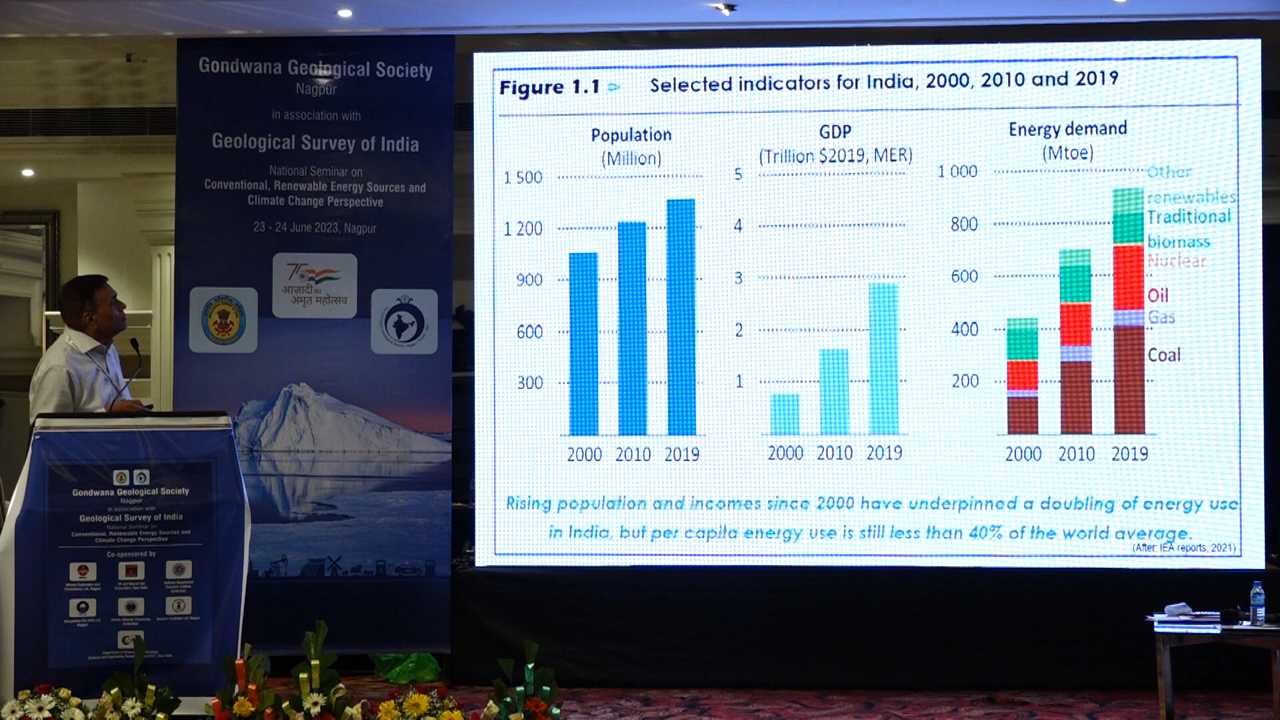 Gondwana Geological Society
Nagpur
in association with
Geological Survey of India
National Seminar on
Conventional, Renewable Energy Sources and
Climate Change Perspective
23 - 24 June 2023, Nagpur
75
आज़ादी का
अमृत महोत्सव
Figure 1.1 Selected indicators for India, 2000, 2010 and 2019
Population
(Million)
1 500
1 200
900
600
300
2000 2010 2019
GDP
(Trillion $2019, MER)
5
4
3
2
1
2000 2010 2019
Energy demand
(Mtoe)
1 000
800
600
400
200
2000 2010 2019
Other
renewables
Traditional
biomass
Nuclear
Oil
Gas
Coal
Rising population and incomes since 2000 have underpinned a doubling of energy use
in India, but per capita energy use is still less than 40% of the world average.
(After: IEA reports, 2021)
Gondwana Geological Society
Nagpur
in association with
Geological Survey of India
National Seminar on
Conventional, Renewable Energy Sources and
Climate Change Perspective
Co-sponsored by